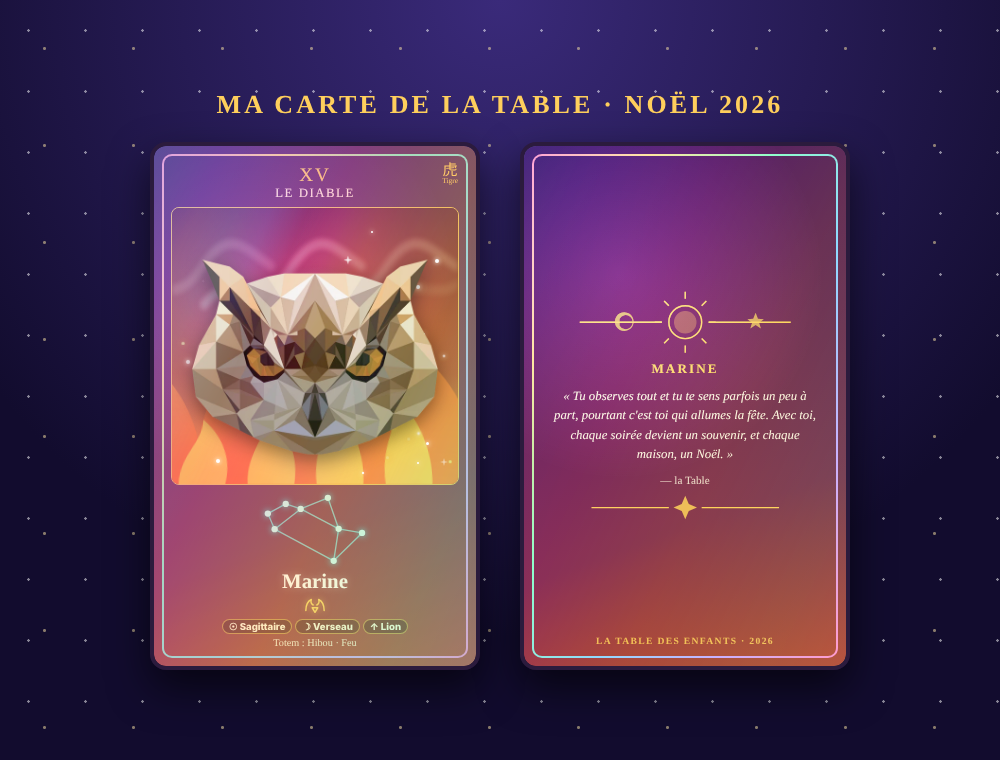 MA CARTE DE LA TABLE · NOËL 2026
XV
LE DIABLE
虎
Tigre
Marine
☉ Sagittaire ☽ Verseau ↑ Lion
Totem : Hibou · Feu
MARINE
« Tu observes tout et tu te sens parfois un peu à
part, pourtant c'est toi qui allumes la fête. Avec toi,
chaque soirée devient un souvenir, et chaque
maison, un Noël. »
— la Table
LA TABLE DES ENFANTS · 2026